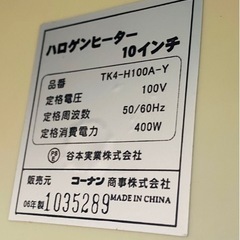 ハロゲンヒーター
10インチ
品番 TK4-H100A-Y
定格電圧 100V
定格周波数 50/60Hz
定格消費電力 400W
PSE
谷本実業株式会社
販売元 コーナン商事株式会社
06年製 1035289 MADE IN CHINA